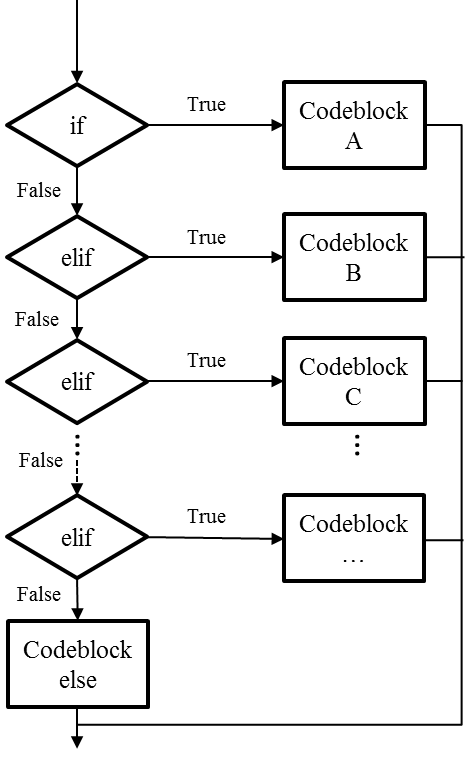 if
True
Codeblock
A
False
elif
True
Codeblock
B
False
elif
True
Codeblock
C
False
elif
True
Codeblock
…
False
Codeblock
else